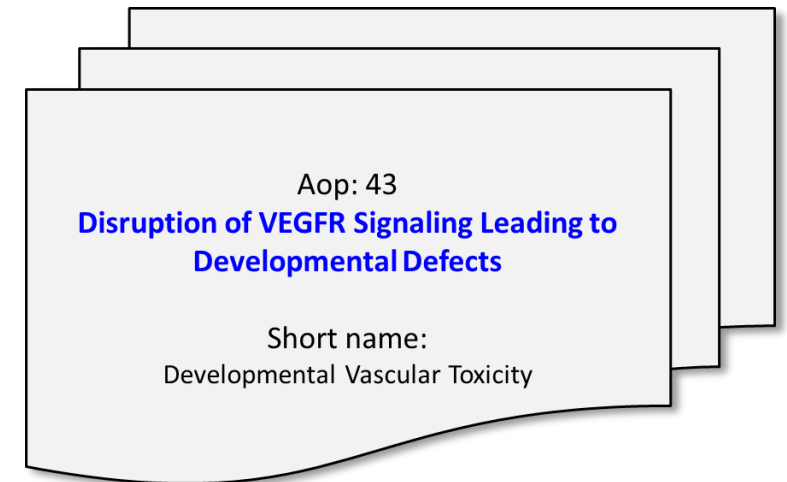 Aop: 43
Disruption of VEGFR Signaling Leading to
Developmental Defects
Short name:
Developmental Vascular Toxicity